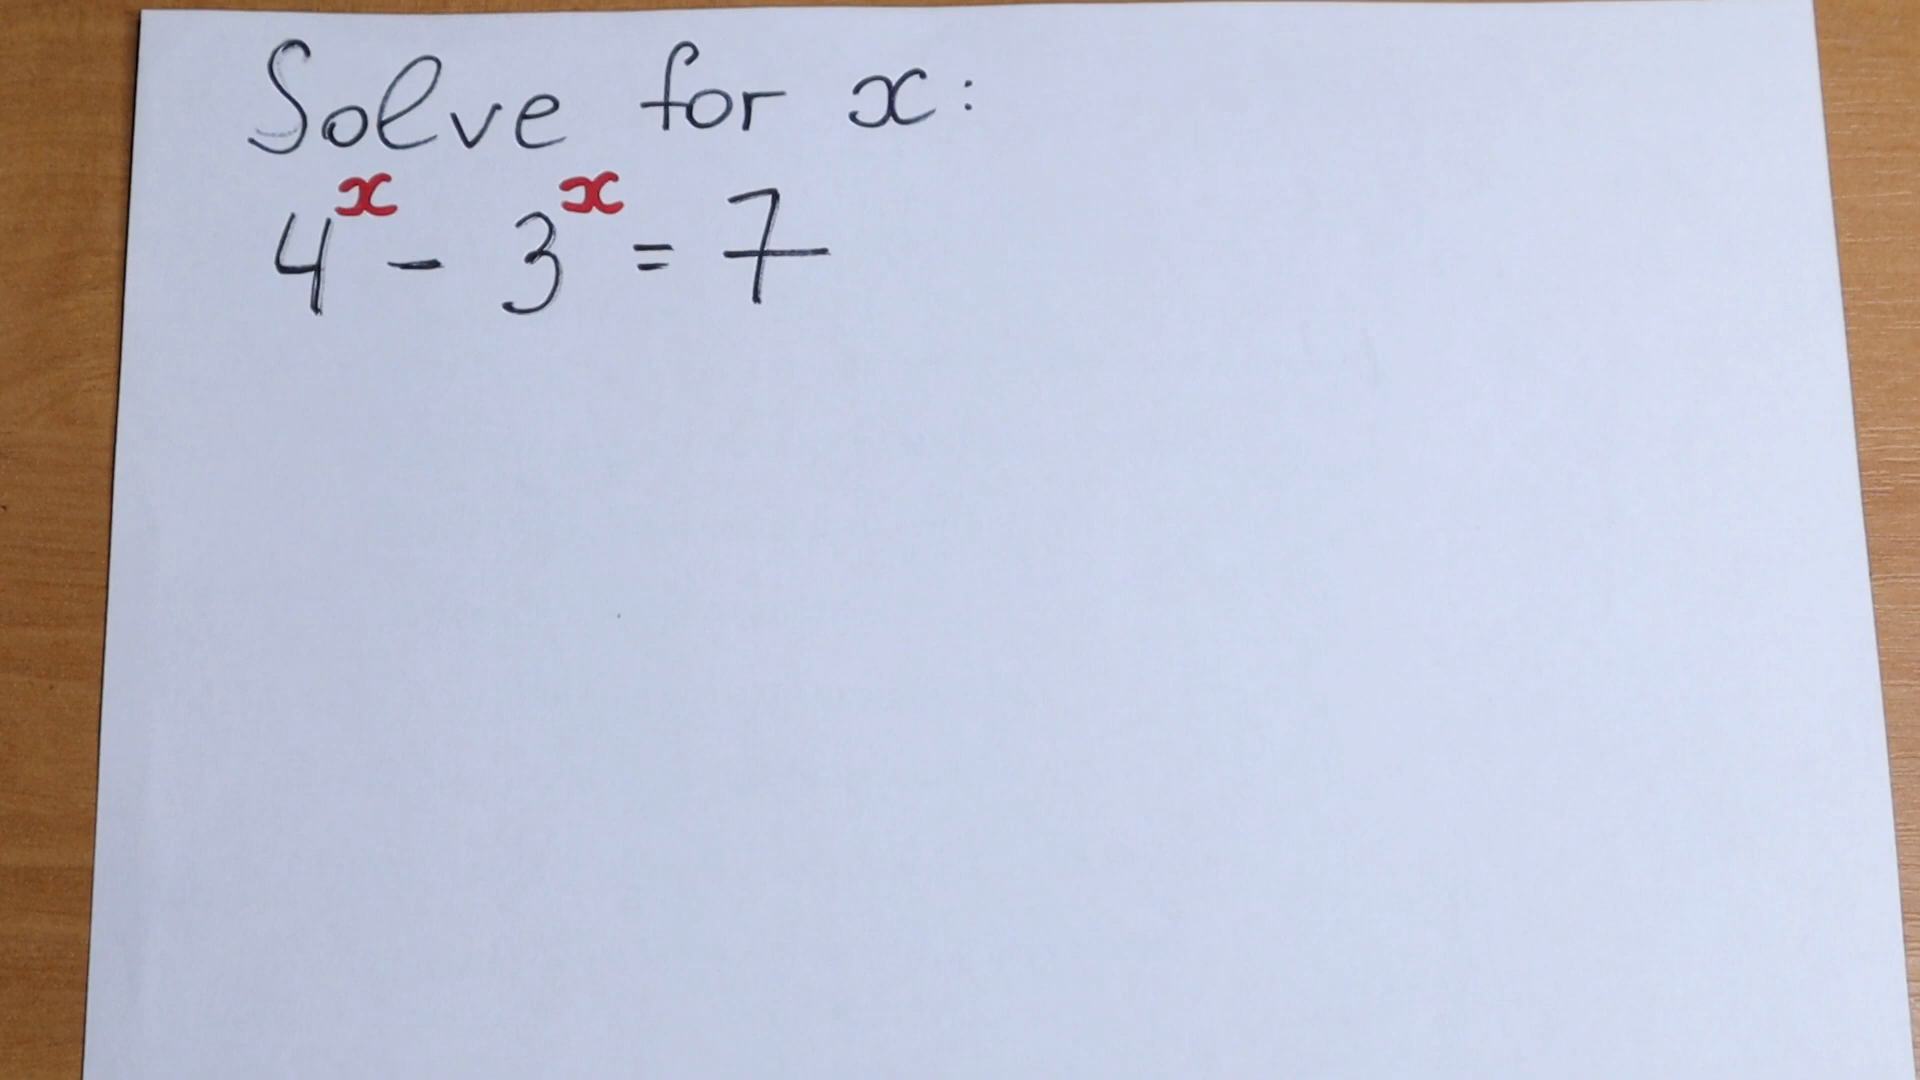 Solve for x:
4^x - 3^x = 7